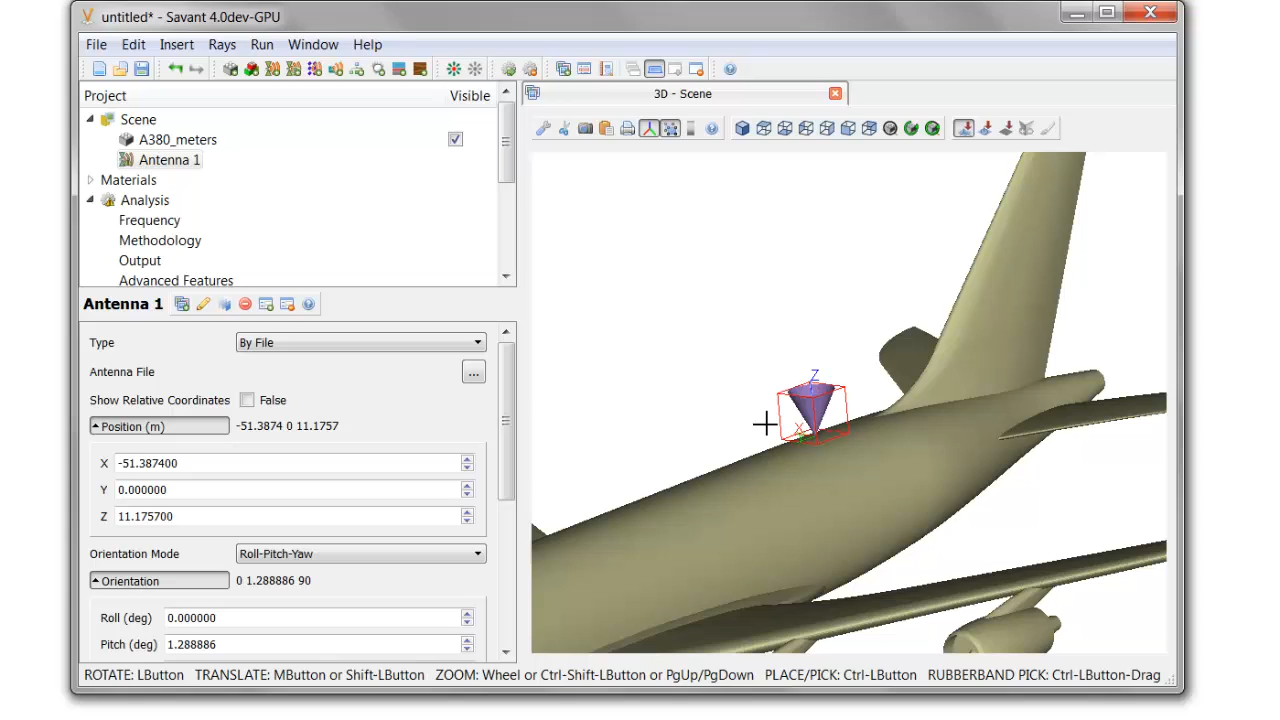 untitled* - Savant 4.0dev-GPU
File Edit Insert Rays Run Window Help
Project Visible
3D - Scene
Scene
A380_meters
Antenna 1
Materials
Analysis
Frequency
Methodology
Output
Advanced Features
Antenna 1
Type By File
Antenna File ...
Show Relative Coordinates False
Position (m) -51.3874 0 11.1757
X -51.387400
Y 0.000000
Z 11.175700
Orientation Mode Roll-Pitch-Yaw
Orientation 0 1.288886 90
Roll (deg) 0.000000
Pitch (deg) 1.288886
Z
X
ROTATE: LButton TRANSLATE: MButton or Shift-LButton ZOOM: Wheel or Ctrl-Shift-LButton or PgUp/PgDown PLACE/PICK: Ctrl-LButton RUBBERBAND PICK: Ctrl-LButton-Drag